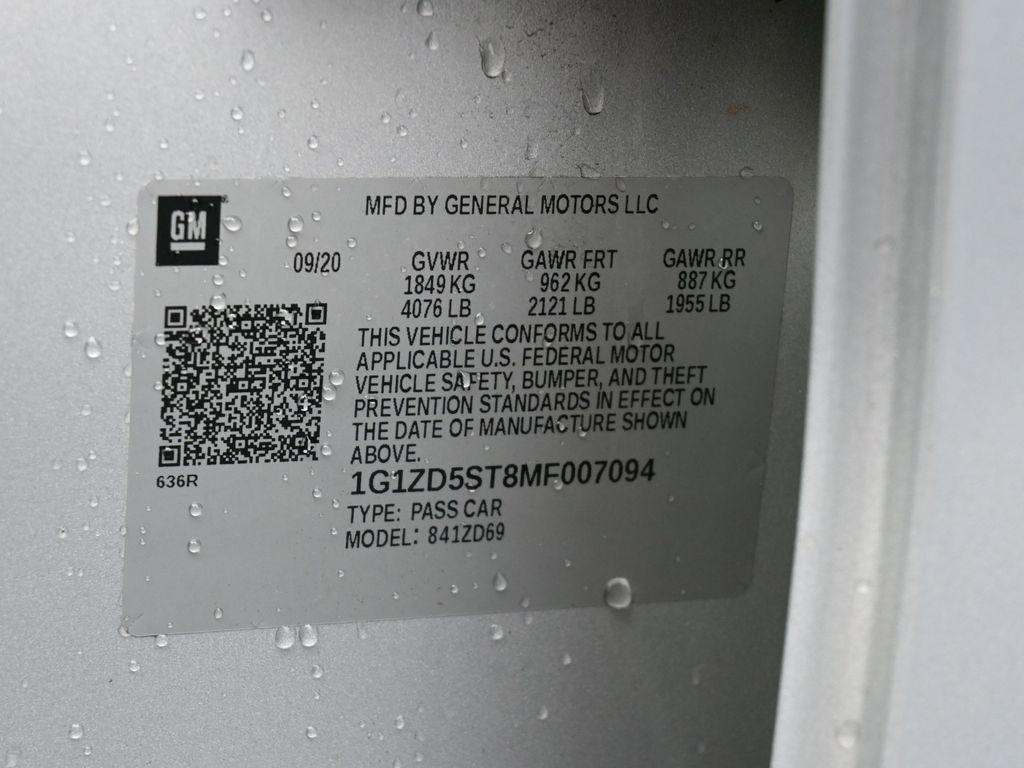 GM
MFD BY GENERAL MOTORS LLC
09/20 GVWR GAWR FRT GAWR RR
1849 KG 962 KG 887 KG
4076 LB 2121 LB 1955 LB
THIS VEHICLE CONFORMS TO ALL
APPLICABLE U.S. FEDERAL MOTOR
VEHICLE SAFETY, BUMPER, AND THEFT
PREVENTION STANDARDS IN EFFECT ON
THE DATE OF MANUFACTURE SHOWN
ABOVE.
636R
1G1ZD5ST8MF007094
TYPE: PASS CAR
MODEL: 841ZD69